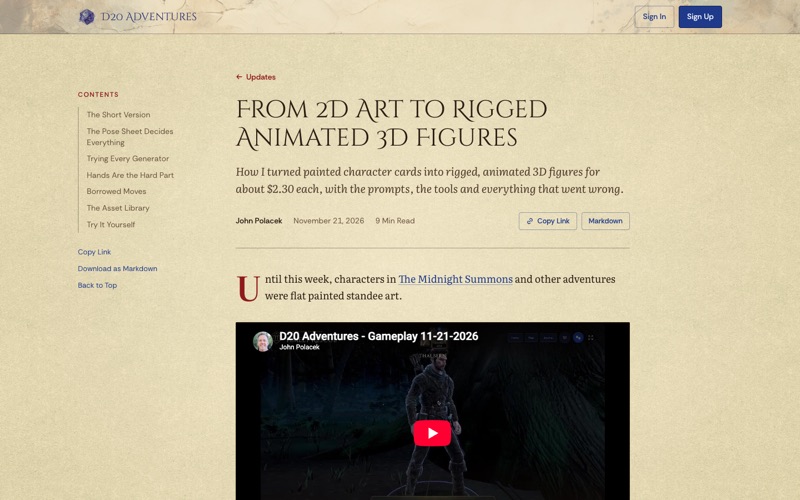 D20 Adventures
Sign In
Sign Up
← Updates
CONTENTS
The Short Version
The Pose Sheet Decides
Everything
Trying Every Generator
Hands Are the Hard Part
Borrowed Moves
The Asset Library
Try It Yourself
Copy Link
Download as Markdown
Back to Top
From 2D Art to Rigged
Animated 3D Figures
How I turned painted character cards into rigged, animated 3D figures for
about $2.30 each, with the prompts, the tools and everything that went wrong.
John Polacek November 21, 2026 9 Min Read
Copy Link
Markdown
Until this week, characters in The Midnight Summons and other adventures
were flat painted standee art.
D20 Adventures - Gameplay 11-21-2026
John Polacek